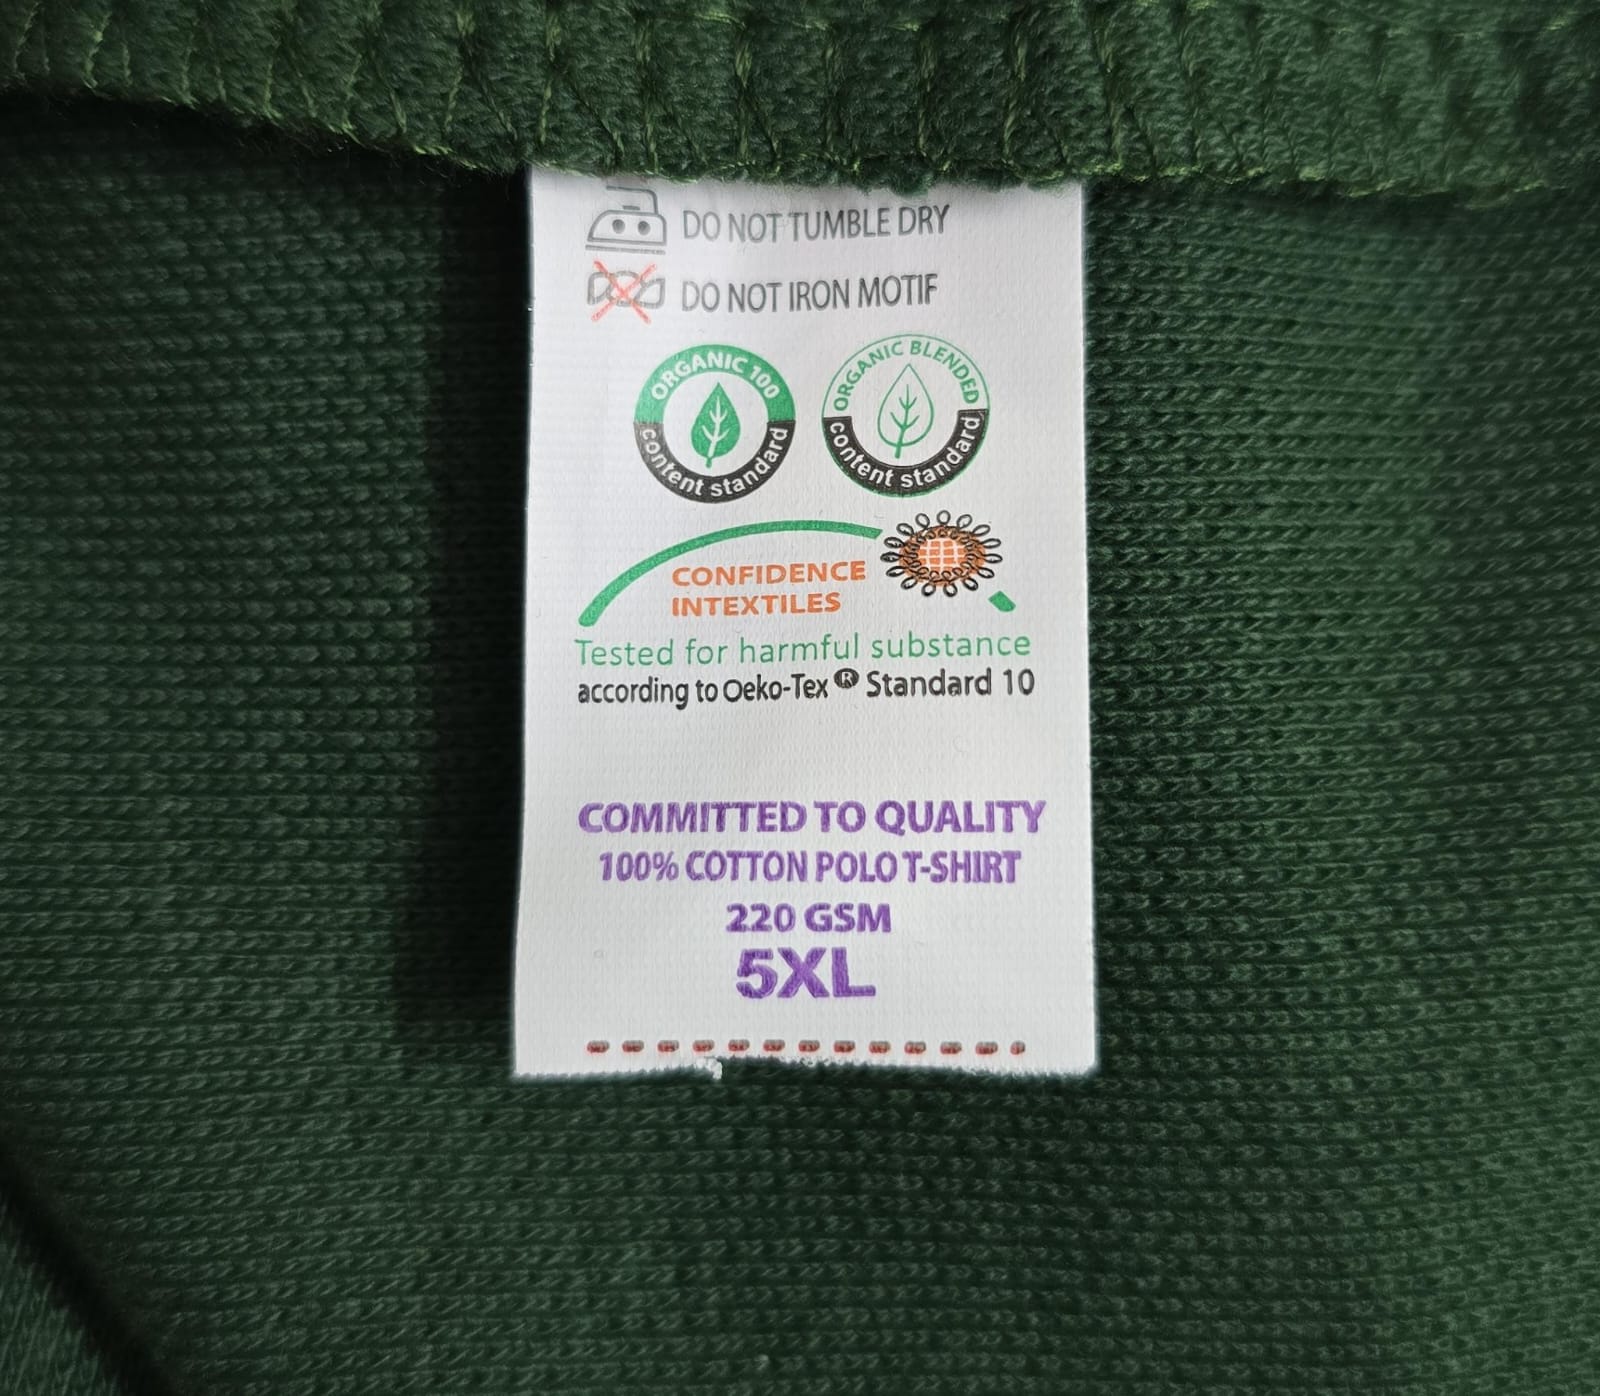 DO NOT TUMBLE DRY
DO NOT IRON MOTIF
ORGANIC 100
content standard
ORGANIC BLENDED
content standard
CONFIDENCE
INTEXTILES
Tested for harmful substance
according to Oeko-Tex ® Standard 10
COMMITTED TO QUALITY
100% COTTON POLO T-SHIRT
220 GSM
5XL